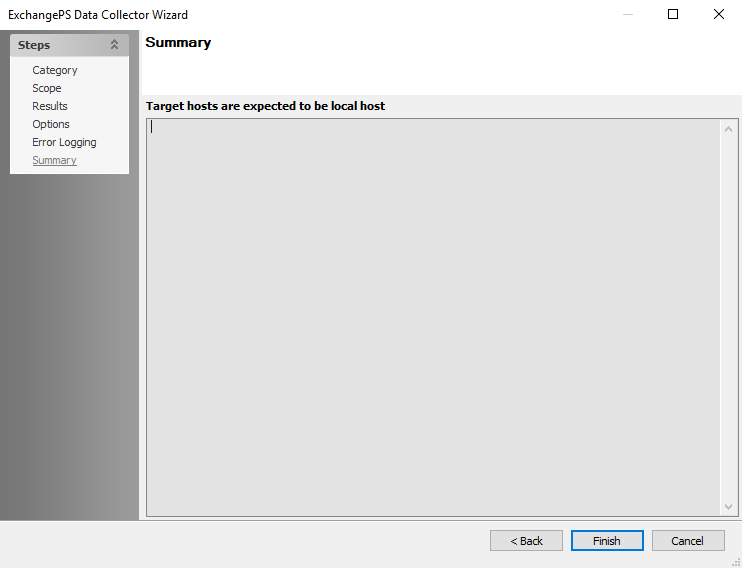 ExchangePS Data Collector Wizard
Steps
Category
Scope
Results
Options
Error Logging
Summary
Summary
Target hosts are expected to be local host
< Back
Finish
Cancel